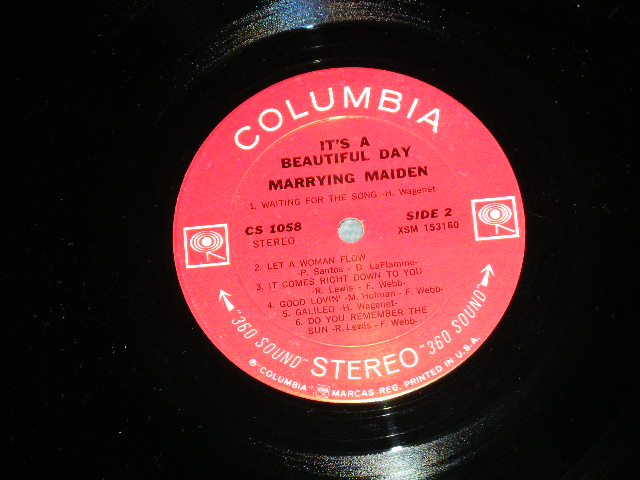 COLUMBIA
IT'S A
BEAUTIFUL DAY
MARRYING MAIDEN
1. WAITING FOR THE SONG -H. Wagenet-
CS 1058
STEREO
SIDE 2
XSM 153180
2. LET A WOMAN FLOW
-P. Santos - D. LaFlamme-
3. IT COMES RIGHT DOWN TO YOU
-R. Lewis - F. Webb-
4. GOOD LOVIN' -M. Holman - F. Webb-
5. GALILEO -H. Wagenet-
6. DO YOU REMEMBER THE
SUN -R. Lewis - F. Webb-
"360 SOUND" STEREO "360 SOUND"
® "COLUMBIA" MARCAS REG. PRINTED IN U.S.A.